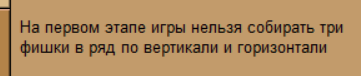 На первом этапе игры нельзя собирать три
фишки в ряд по вертикали и горизонтали